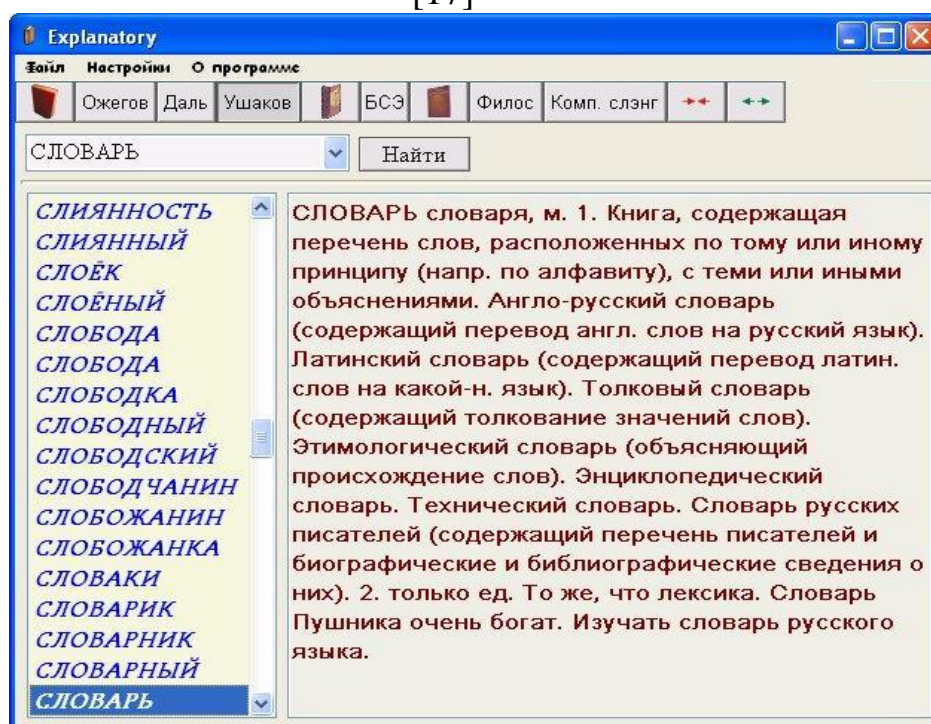 [17]
Explanatory
Файл Настройки О программе
Ожегов Даль Ушаков БСЭ Филос Комп. слэнг
СЛОВАРЬ Найти
СЛИЯННОСТЬ
СЛИЯННЫЙ
СЛОЁК
СЛОЁНЫЙ
СЛОБОДА
СЛОБОДА
СЛОБОДКА
СЛОБОДНЫЙ
СЛОБОДСКИЙ
СЛОБОДЧАНИН
СЛОБОЖАНИН
СЛОБОЖАНКА
СЛОВАКИ
СЛОВАРИК
СЛОВАРНИК
СЛОВАРНЫЙ
СЛОВАРЬ
СЛОВАРЬ словаря, м. 1. Книга, содержащая
перечень слов, расположенных по тому или иному
принципу (напр. по алфавиту), с теми или иными
объяснениями. Англо-русский словарь
(содержащий перевод англ. слов на русский язык).
Латинский словарь (содержащий перевод латин.
слов на какой-н. язык). Толковый словарь
(содержащий толкование значений слов).
Этимологический словарь (объясняющий
происхождение слов). Энциклопедический
словарь. Технический словарь. Словарь русских
писателей (содержащий перечень писателей и
биографические и библиографические сведения о
них). 2. только ед. То же, что лексика. Словарь
Пушника очень богат. Изучать словарь русского
языка.